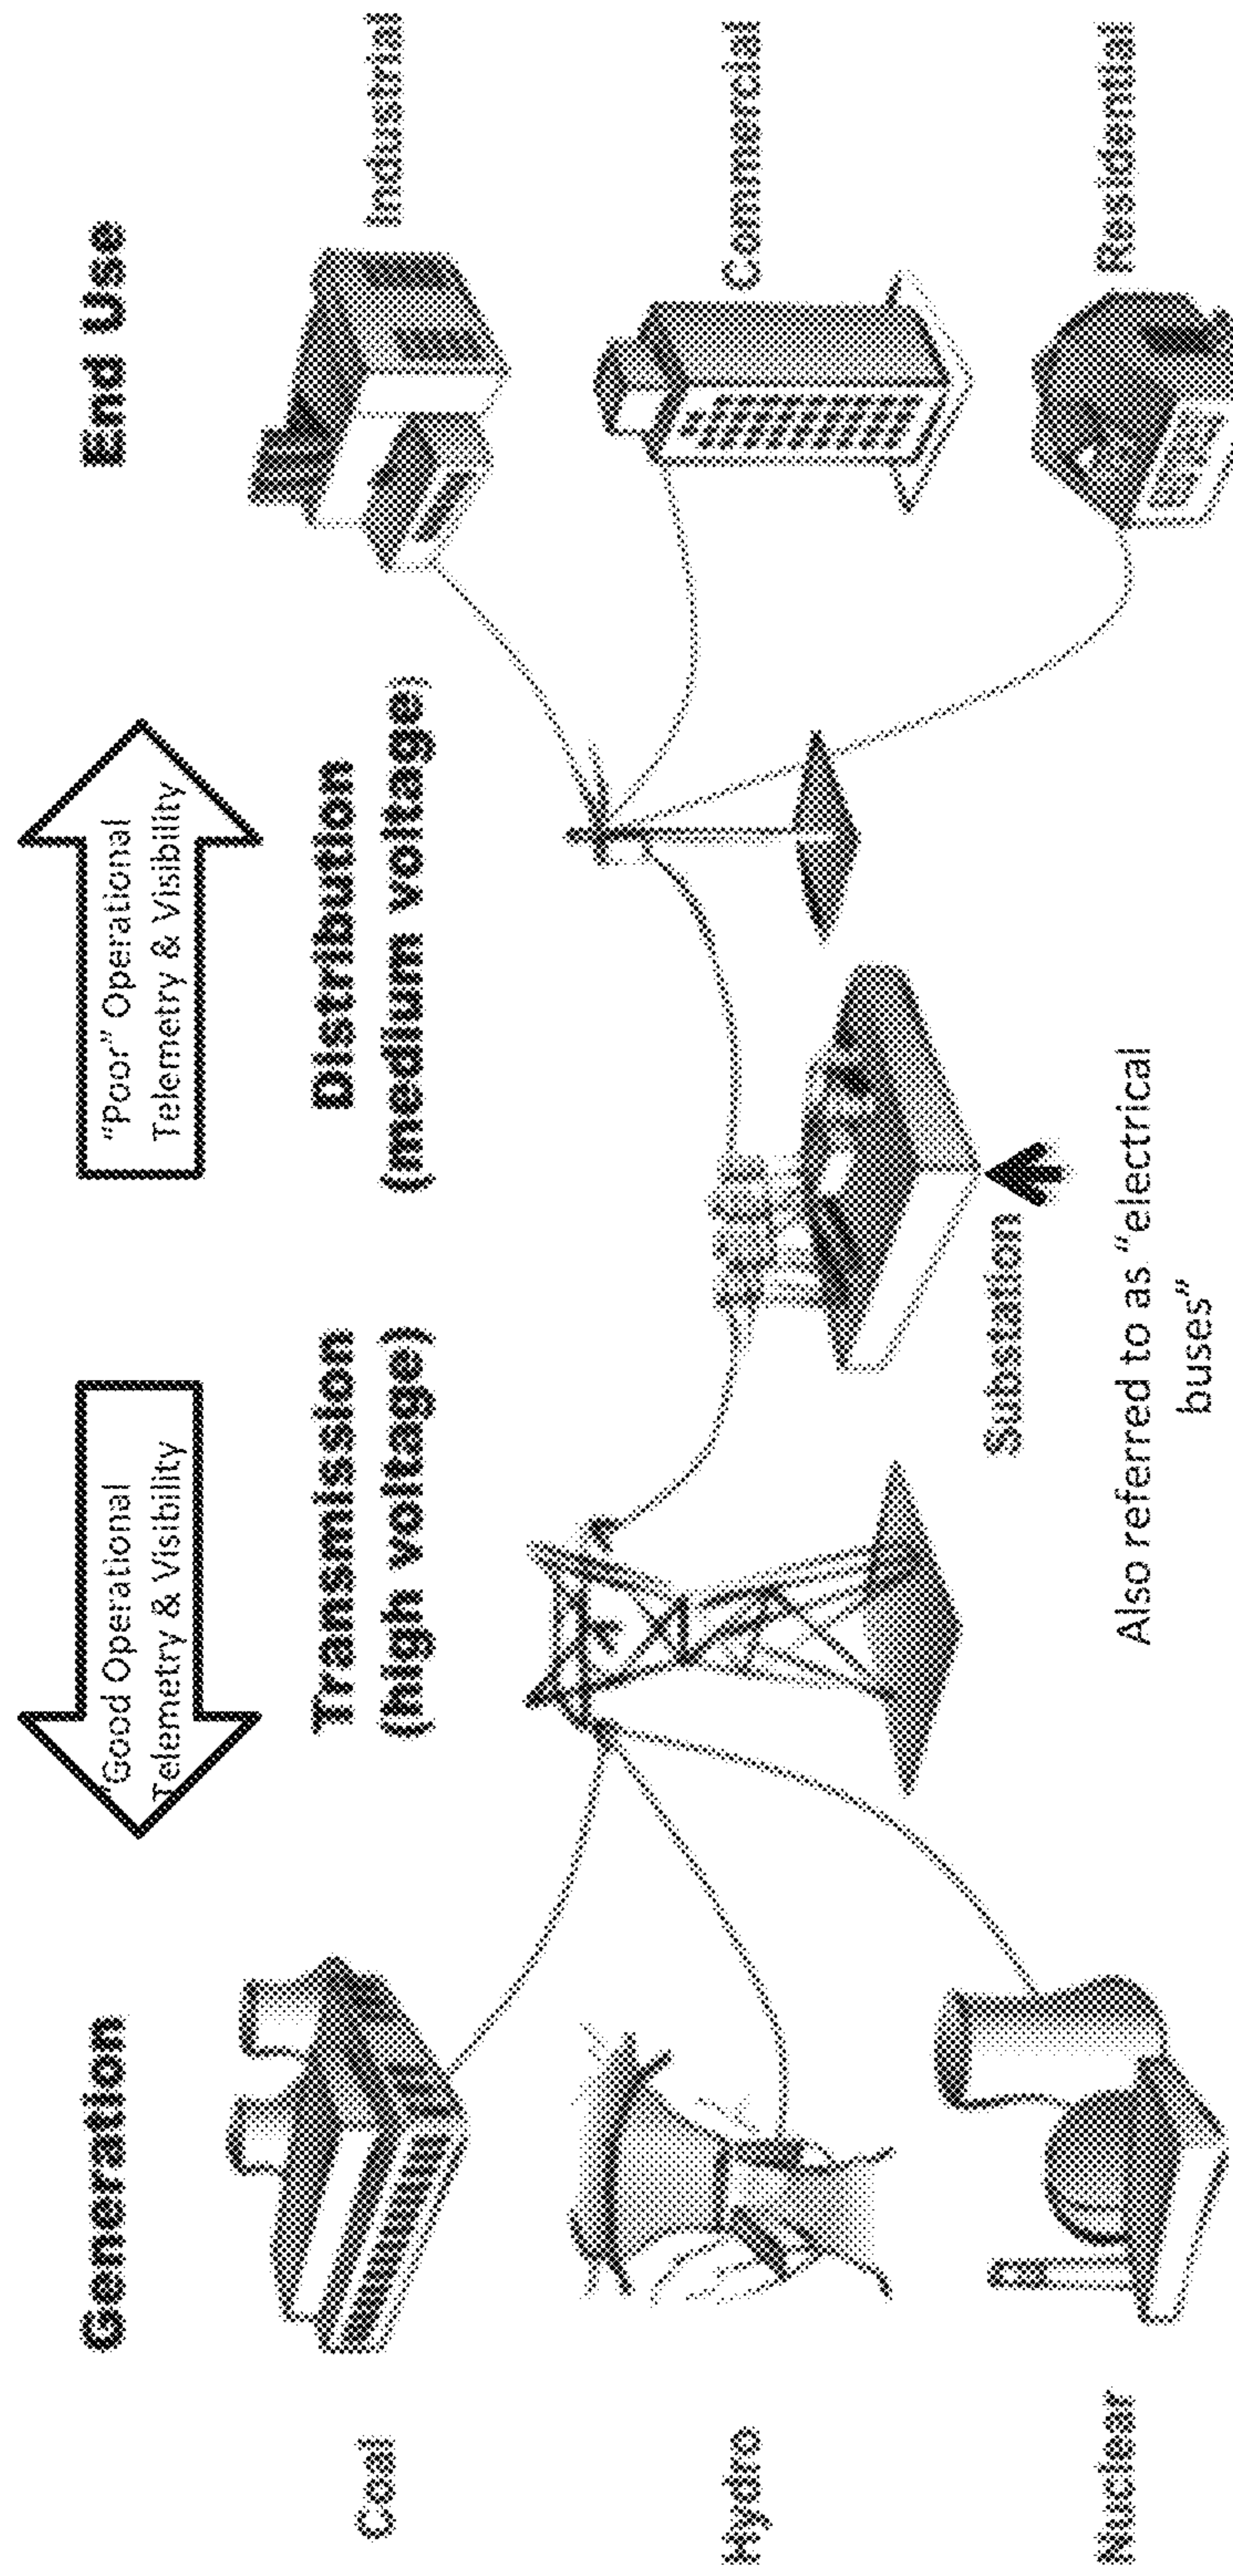 Generation
"Good Operational
Telemetry & Visibility
"Poor" Operational
Telemetry & Visibility
End Use
Transmission
(high voltage)
Distribution
(medium voltage)
Coal
Hydro
Nuclear
Industrial
Commercial
Residential
Substation
Also referred to as "electrical
buses"